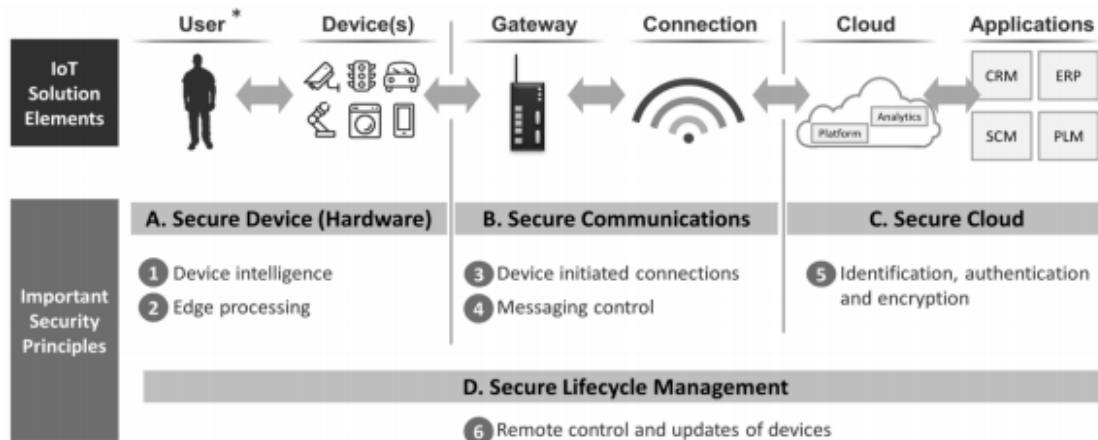 User *
Device(s)
Gateway
Connection
Cloud
Applications
IoT
Solution
Elements
Platform
Analytics
CRM
ERP
SCM
PLM
Important
Security
Principles
A. Secure Device (Hardware)
1 Device intelligence
2 Edge processing
B. Secure Communications
3 Device initiated connections
4 Messaging control
C. Secure Cloud
5 Identification, authentication
and encryption
D. Secure Lifecycle Management
6 Remote control and updates of devices